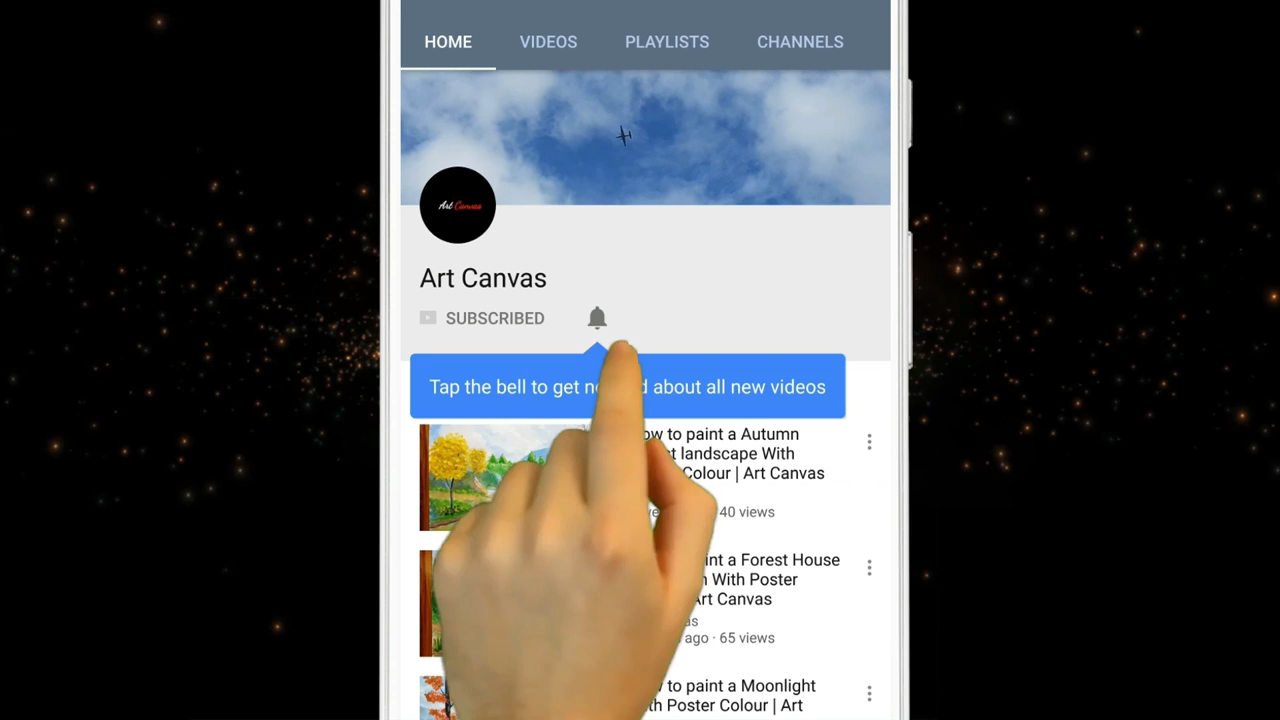 HOME VIDEOS PLAYLISTS CHANNELS
Art Canvas
Art Canvas
SUBSCRIBED
Tap the bell to get about all new videos
to paint a Autumn
landscape With
Colour | Art Canvas
40 views
a Forest House
With Poster
Art Canvas
ago · 65 views
to paint a Moonlight
Poster Colour | Art